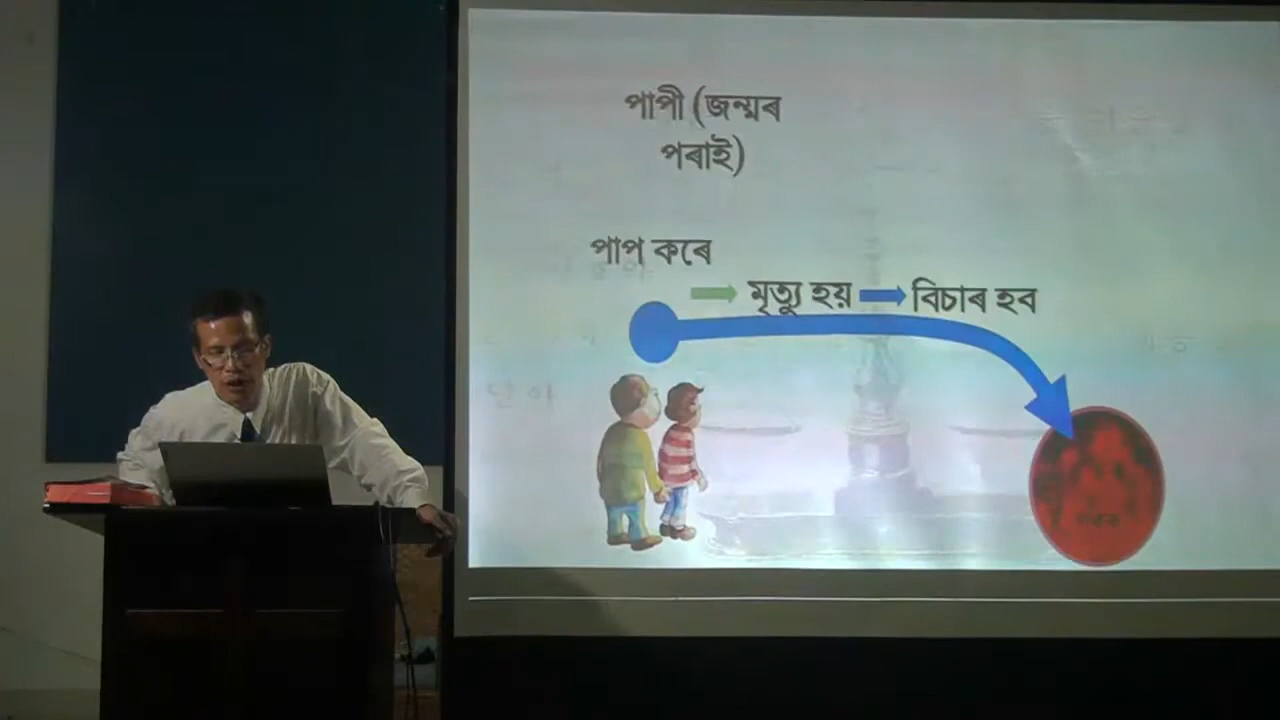 পাপী (জন্মৰ
পৰাই)
পাপ কৰে
মৃত্যু হয়
বিচাৰ হব